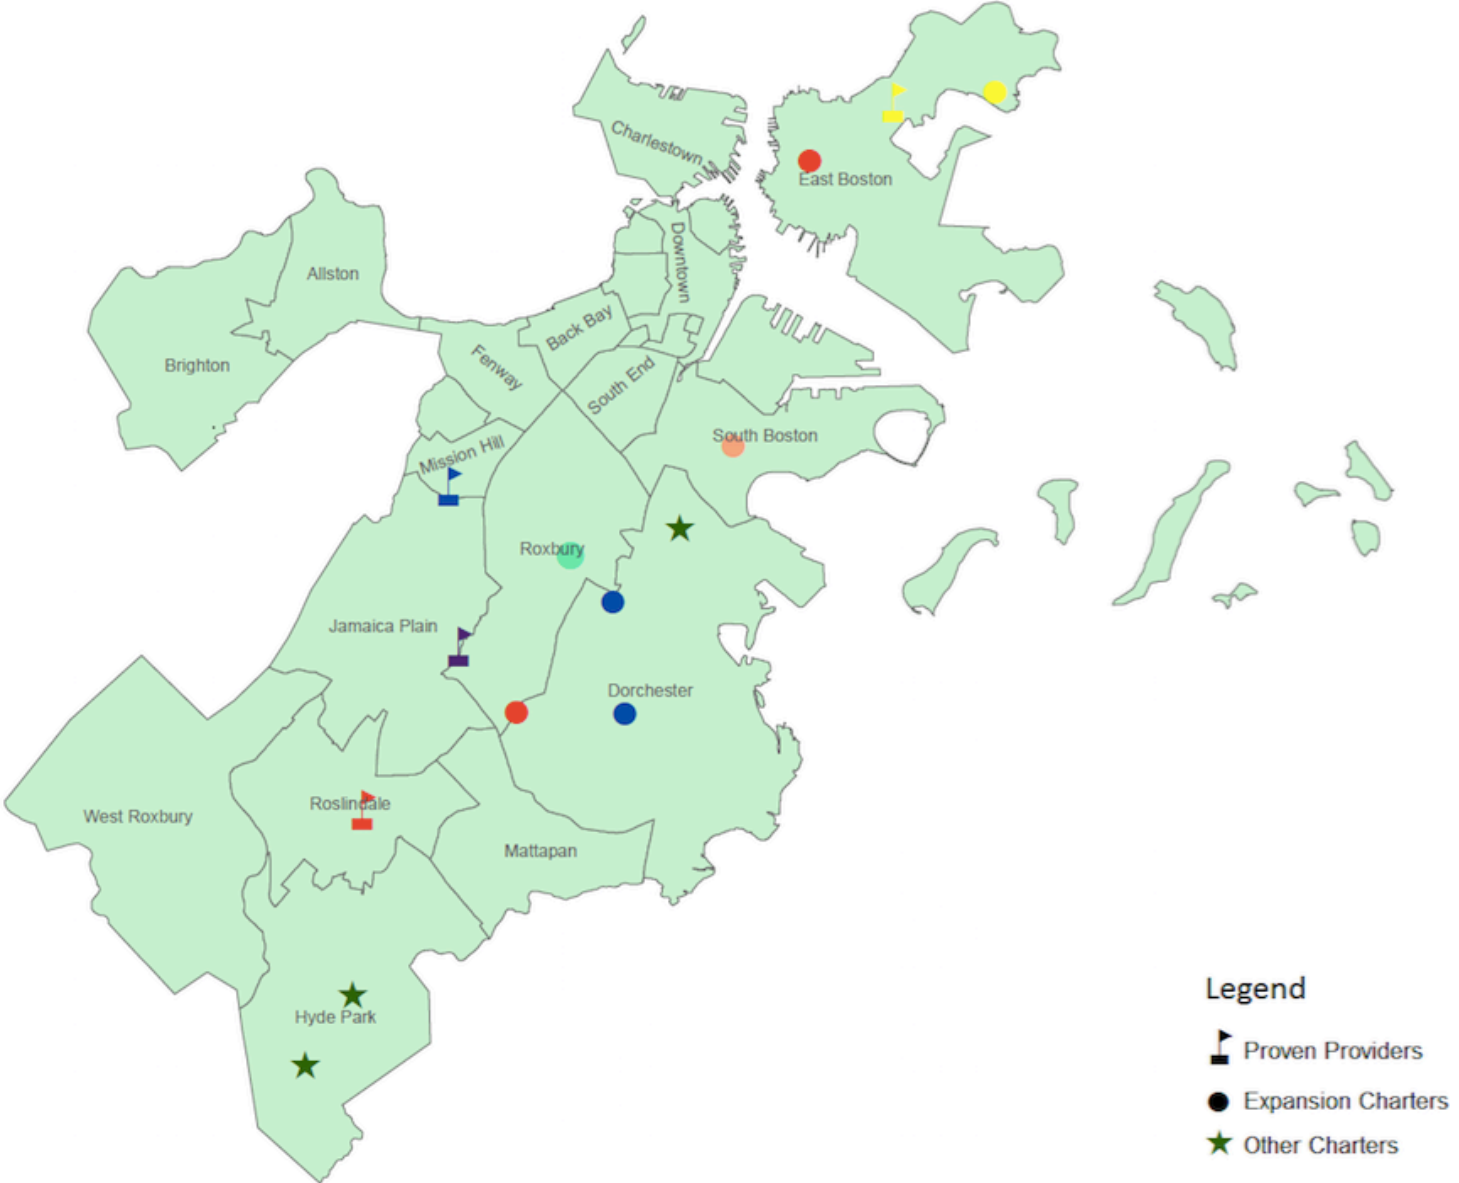 Charlestown
East Boston
Downtown
Allston
Back Bay
Brighton
Fenway
South End
South Boston
Mission Hill
Roxbury
Jamaica Plain
Dorchester
Roslindale
West Roxbury
Mattapan
Hyde Park
Legend
Proven Providers
Expansion Charters
Other Charters